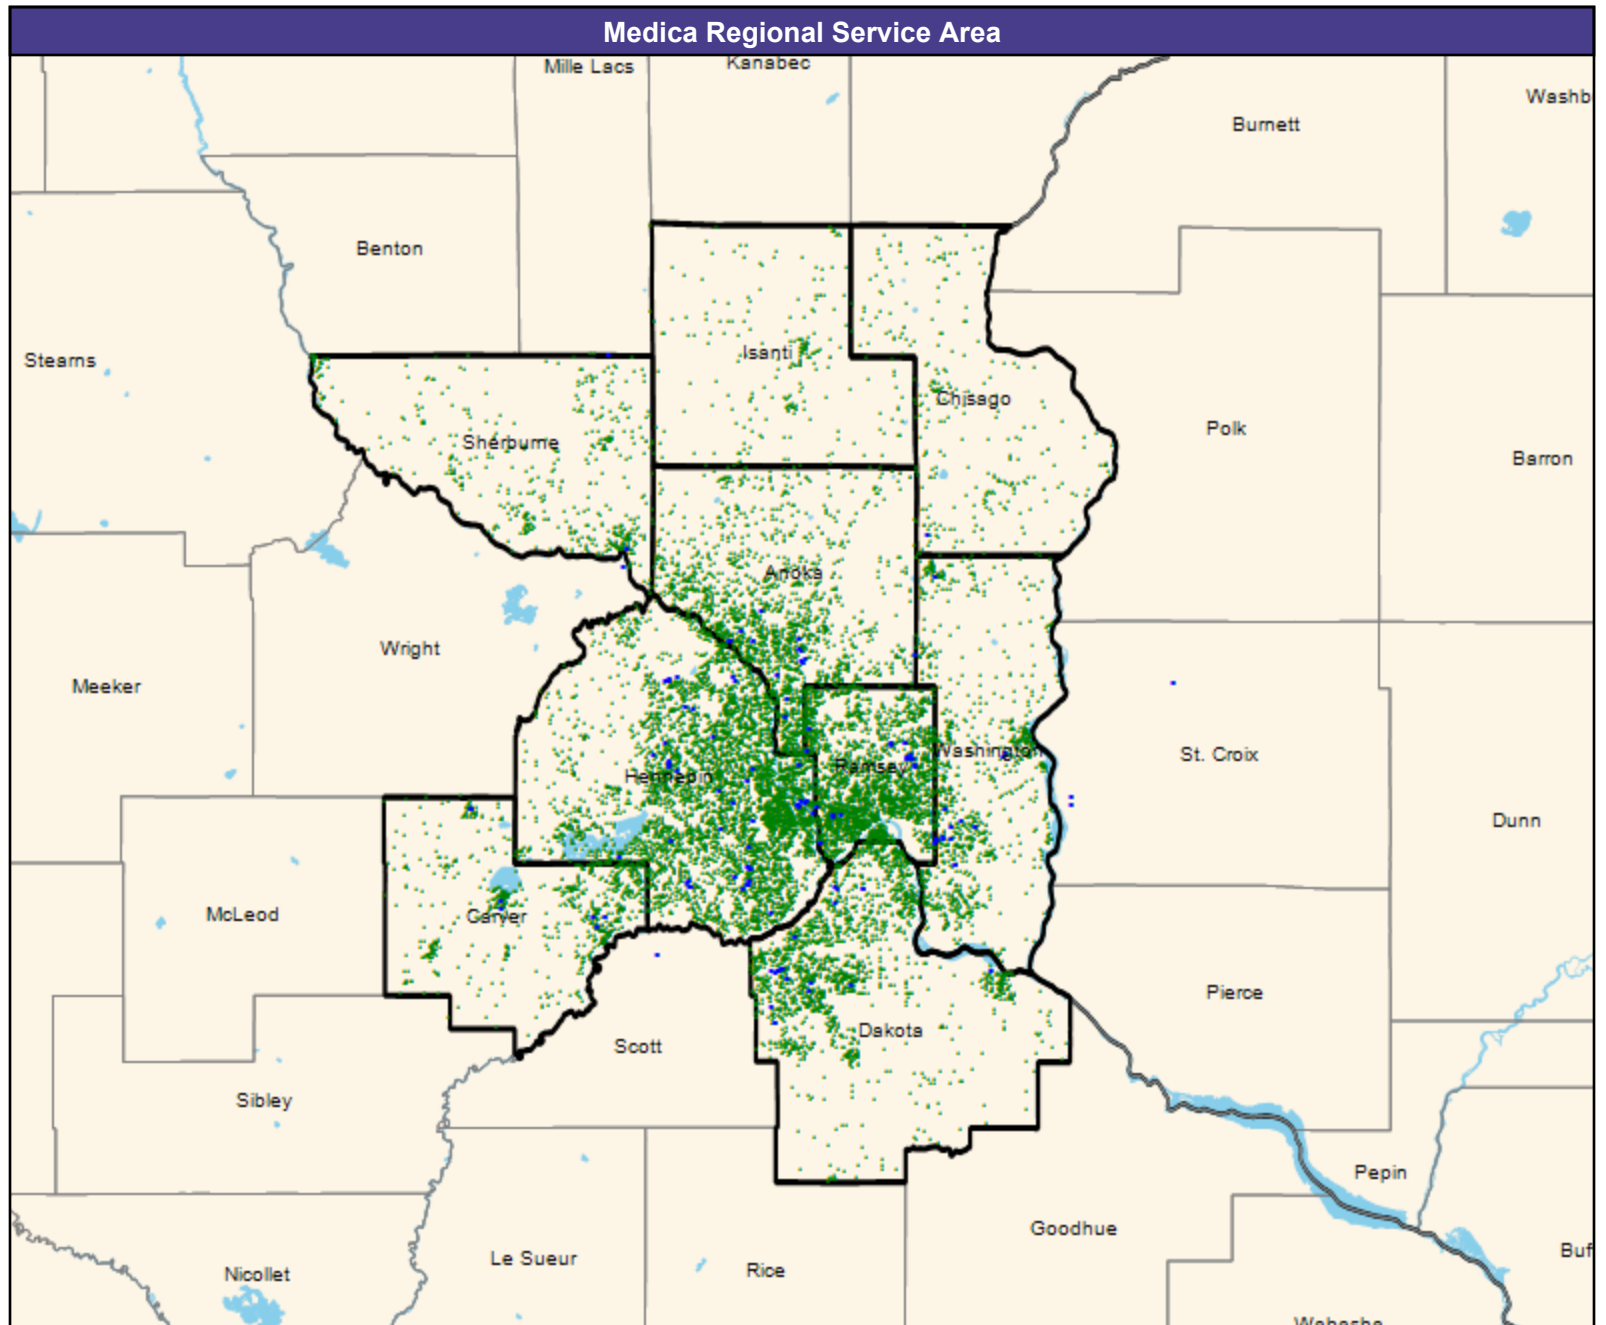 Medica Regional Service Area
Mille Lacs
Kanabec
Washb
Burnett
Benton
Stearns
Isanti
Chisago
Sherburne
Polk
Barron
Anoka
Wright
Meeker
Hennepin
Ramsey
Washington
St. Croix
Dunn
McLeod
Carver
Pierce
Scott
Dakota
Sibley
Pepin
Goodhue
Le Sueur
Rice
Nicollet
Buf
Wabasha